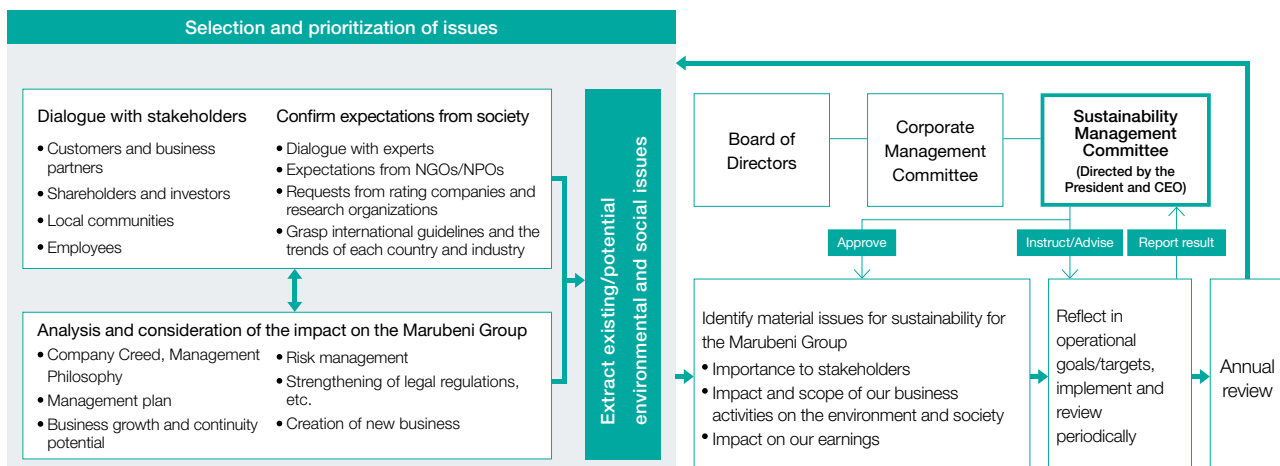 Selection and prioritization of issues
Dialogue with stakeholders
• Customers and business
partners
• Shareholders and investors
• Local communities
• Employees
Confirm expectations from society
• Dialogue with experts
• Expectations from NGOs/NPOs
• Requests from rating companies and
research organizations
• Grasp international guidelines and the
trends of each country and industry
Analysis and consideration of the impact on the Marubeni Group
• Company Creed, Management
Philosophy
• Management plan
• Business growth and continuity
potential
• Risk management
• Strengthening of legal regulations,
etc.
• Creation of new business
Extract existing/potential
environmental and social issues
Board of
Directors
Corporate
Management
Committee
Sustainability
Management
Committee
(Directed by the
President and CEO)
Approve
Instruct/Advise
Report result
Identify material issues for sustainability for
the Marubeni Group
• Importance to stakeholders
• Impact and scope of our business
activities on the environment and society
• Impact on our earnings
Reflect in
operational
goals/targets,
implement and
review
periodically
Annual
review